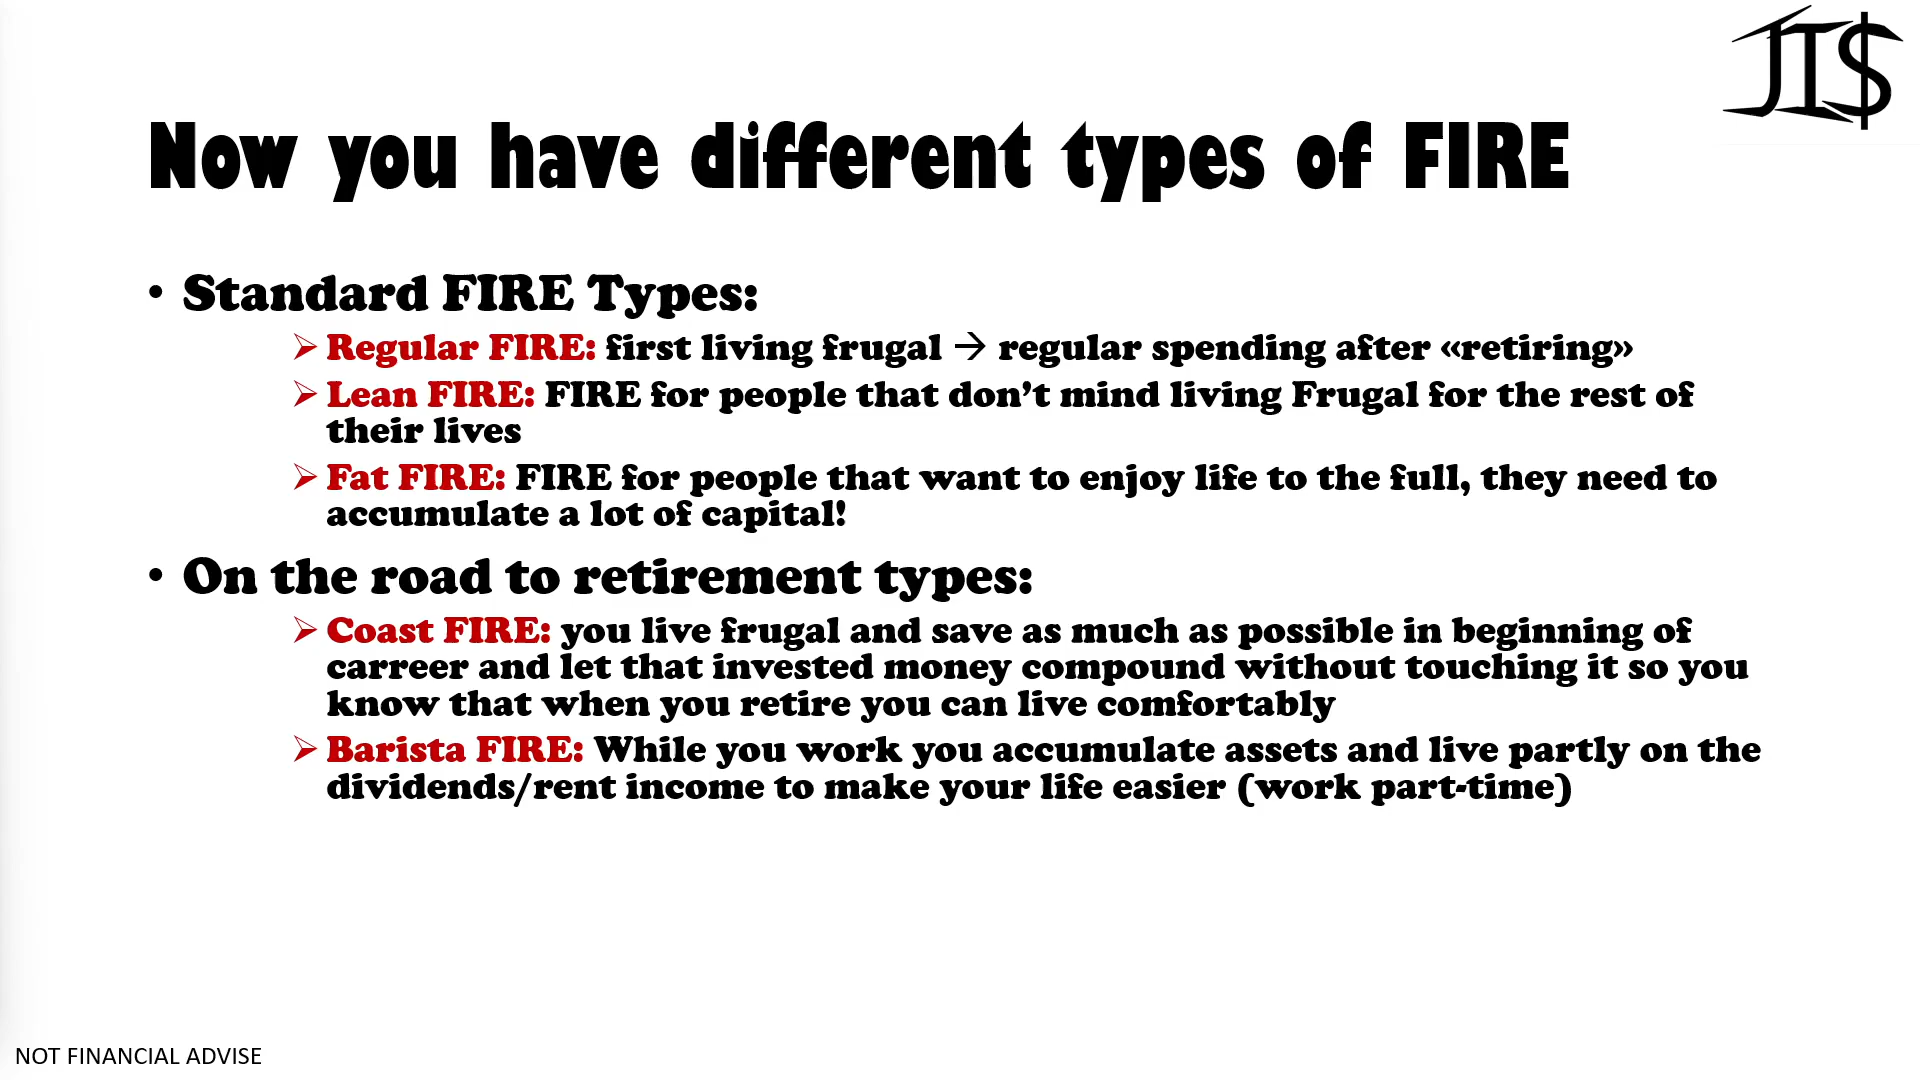 JI$
Now you have different types of FIRE
• Standard FIRE Types:
➢ Regular FIRE: first living frugal → regular spending after «retiring»
➢ Lean FIRE: FIRE for people that don’t mind living Frugal for the rest of
their lives
➢ Fat FIRE: FIRE for people that want to enjoy life to the full, they need to
accumulate a lot of capital!
• On the road to retirement types:
➢ Coast FIRE: you live frugal and save as much as possible in beginning of
carreer and let that invested money compound without touching it so you
know that when you retire you can live comfortably
➢ Barista FIRE: While you work you accumulate assets and live partly on the
dividends/rent income to make your life easier (work part-time)
NOT FINANCIAL ADVISE